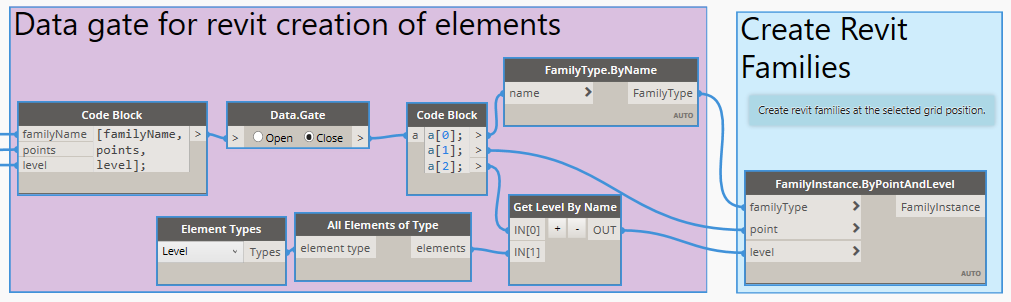 Data gate for revit creation of elements
Create Revit
Families
Create revit families at the selected grid position.
Code Block
familyName [familyName, >
points points,
level level];
Data.Gate
> Open Close >
Code Block
a a[0]; >
a[1]; >
a[2]; >
FamilyType.ByName
name > FamilyType
AUTO
Element Types
Level Types
All Elements of Type
element type elements
Get Level By Name
IN[0] + - OUT
IN[1]
FamilyInstance.ByPointAndLevel
familyType > FamilyInstance
point >
level >
AUTO